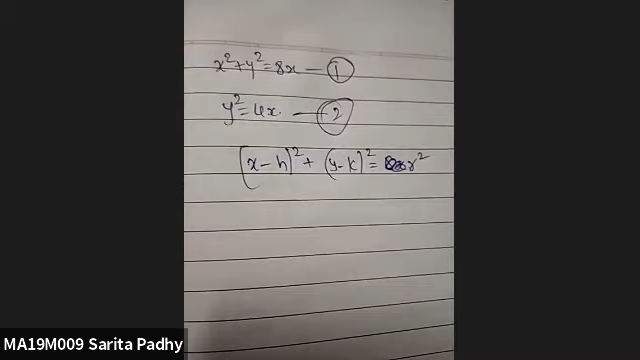 x²+y²=8x — ①
y²=4x. — ②
(x-h)²+(y-k)²= r²
MA19M009 Sarita Padhy